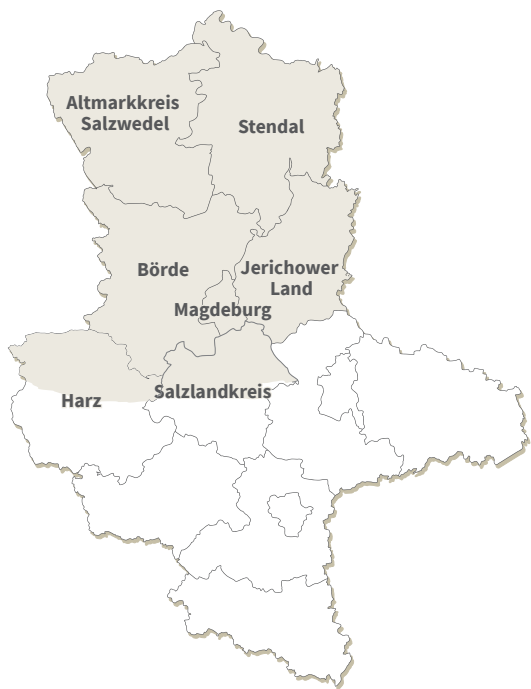 Altmarkkreis
Salzwedel
Stendal
Börde
Jerichower
Land
Magdeburg
Harz
Salzlandkreis